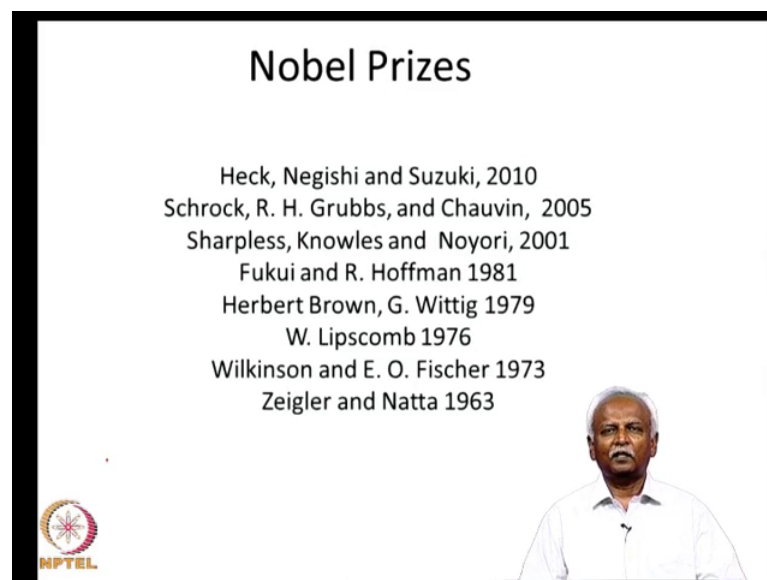 Nobel Prizes
Heck, Negishi and Suzuki, 2010
Schrock, R. H. Grubbs, and Chauvin, 2005
Sharpless, Knowles and Noyori, 2001
Fukui and R. Hoffman 1981
Herbert Brown, G. Wittig 1979
W. Lipscomb 1976
Wilkinson and E. O. Fischer 1973
Zeigler and Natta 1963
NPTEL